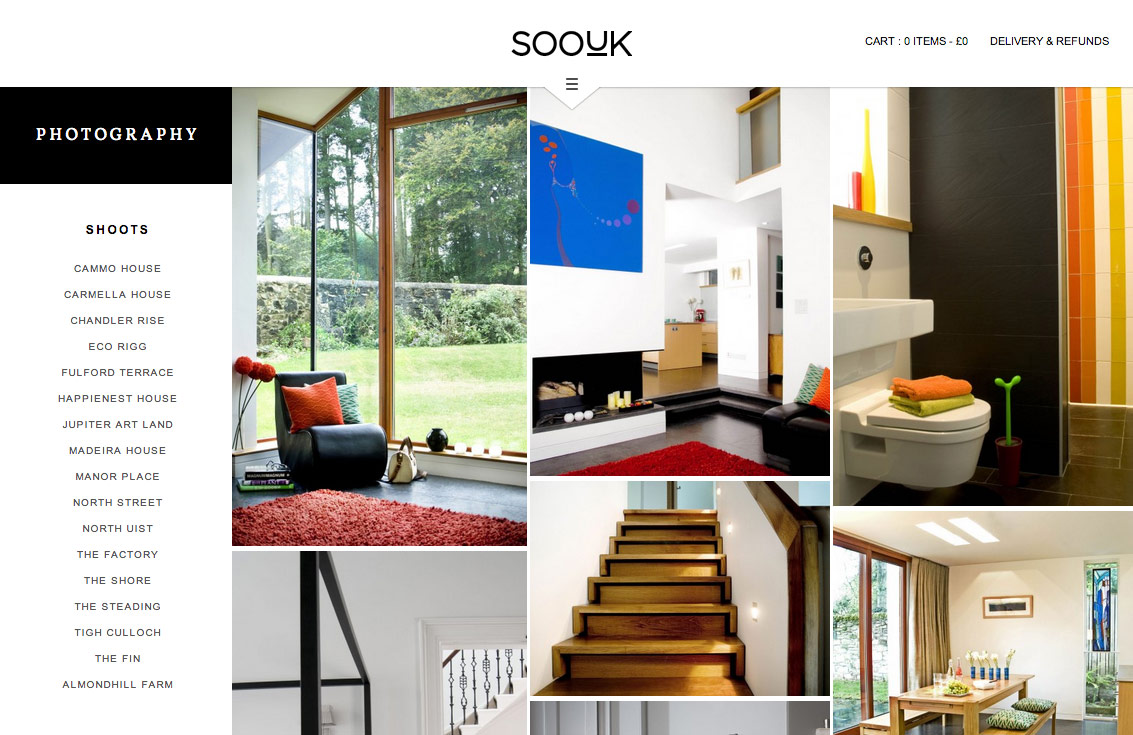 SOOUK
CART : 0 ITEMS - £0
DELIVERY & REFUNDS
PHOTOGRAPHY
SHOOTS
CAMMO HOUSE
CARMELLA HOUSE
CHANDLER RISE
ECO RIGG
FULFORD TERRACE
HAPPIENEST HOUSE
JUPITER ART LAND
MADEIRA HOUSE
MANOR PLACE
NORTH STREET
NORTH UIST
THE FACTORY
THE SHORE
THE STEADING
TIGH CULLOCH
THE FIN
ALMONDHILL FARM